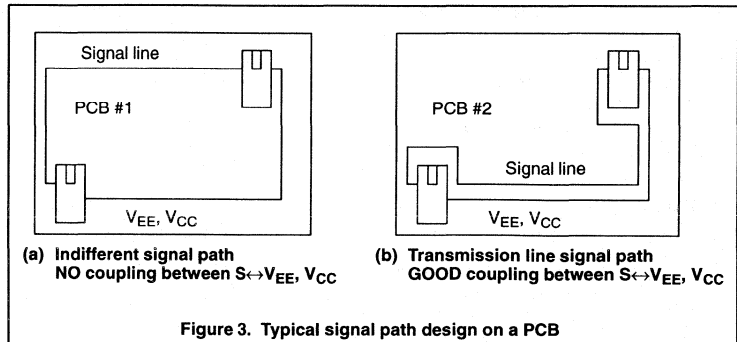 Signal line
PCB #1
V_EE, V_CC
(a) Indifferent signal path
NO coupling between S↔V_EE, V_CC
PCB #2
Signal line
V_EE, V_CC
(b) Transmission line signal path
GOOD coupling between S↔V_EE, V_CC
Figure 3. Typical signal path design on a PCB